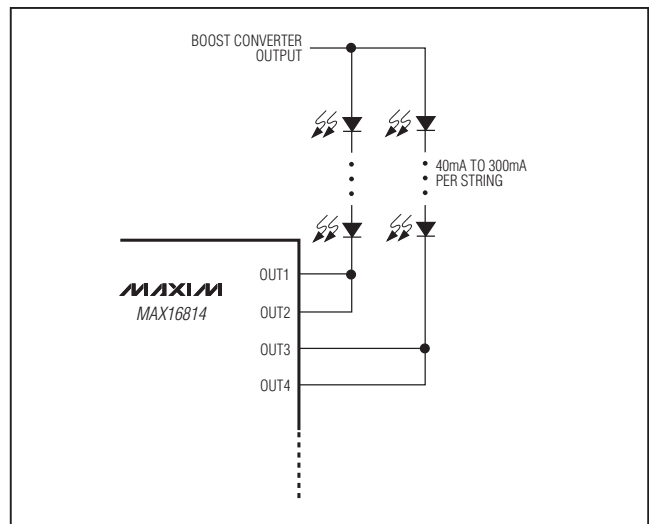 BOOST CONVERTER
OUTPUT
40mA TO 300mA
PER STRING
OUT1
MAXIM
MAX16814
OUT2
OUT3
OUT4